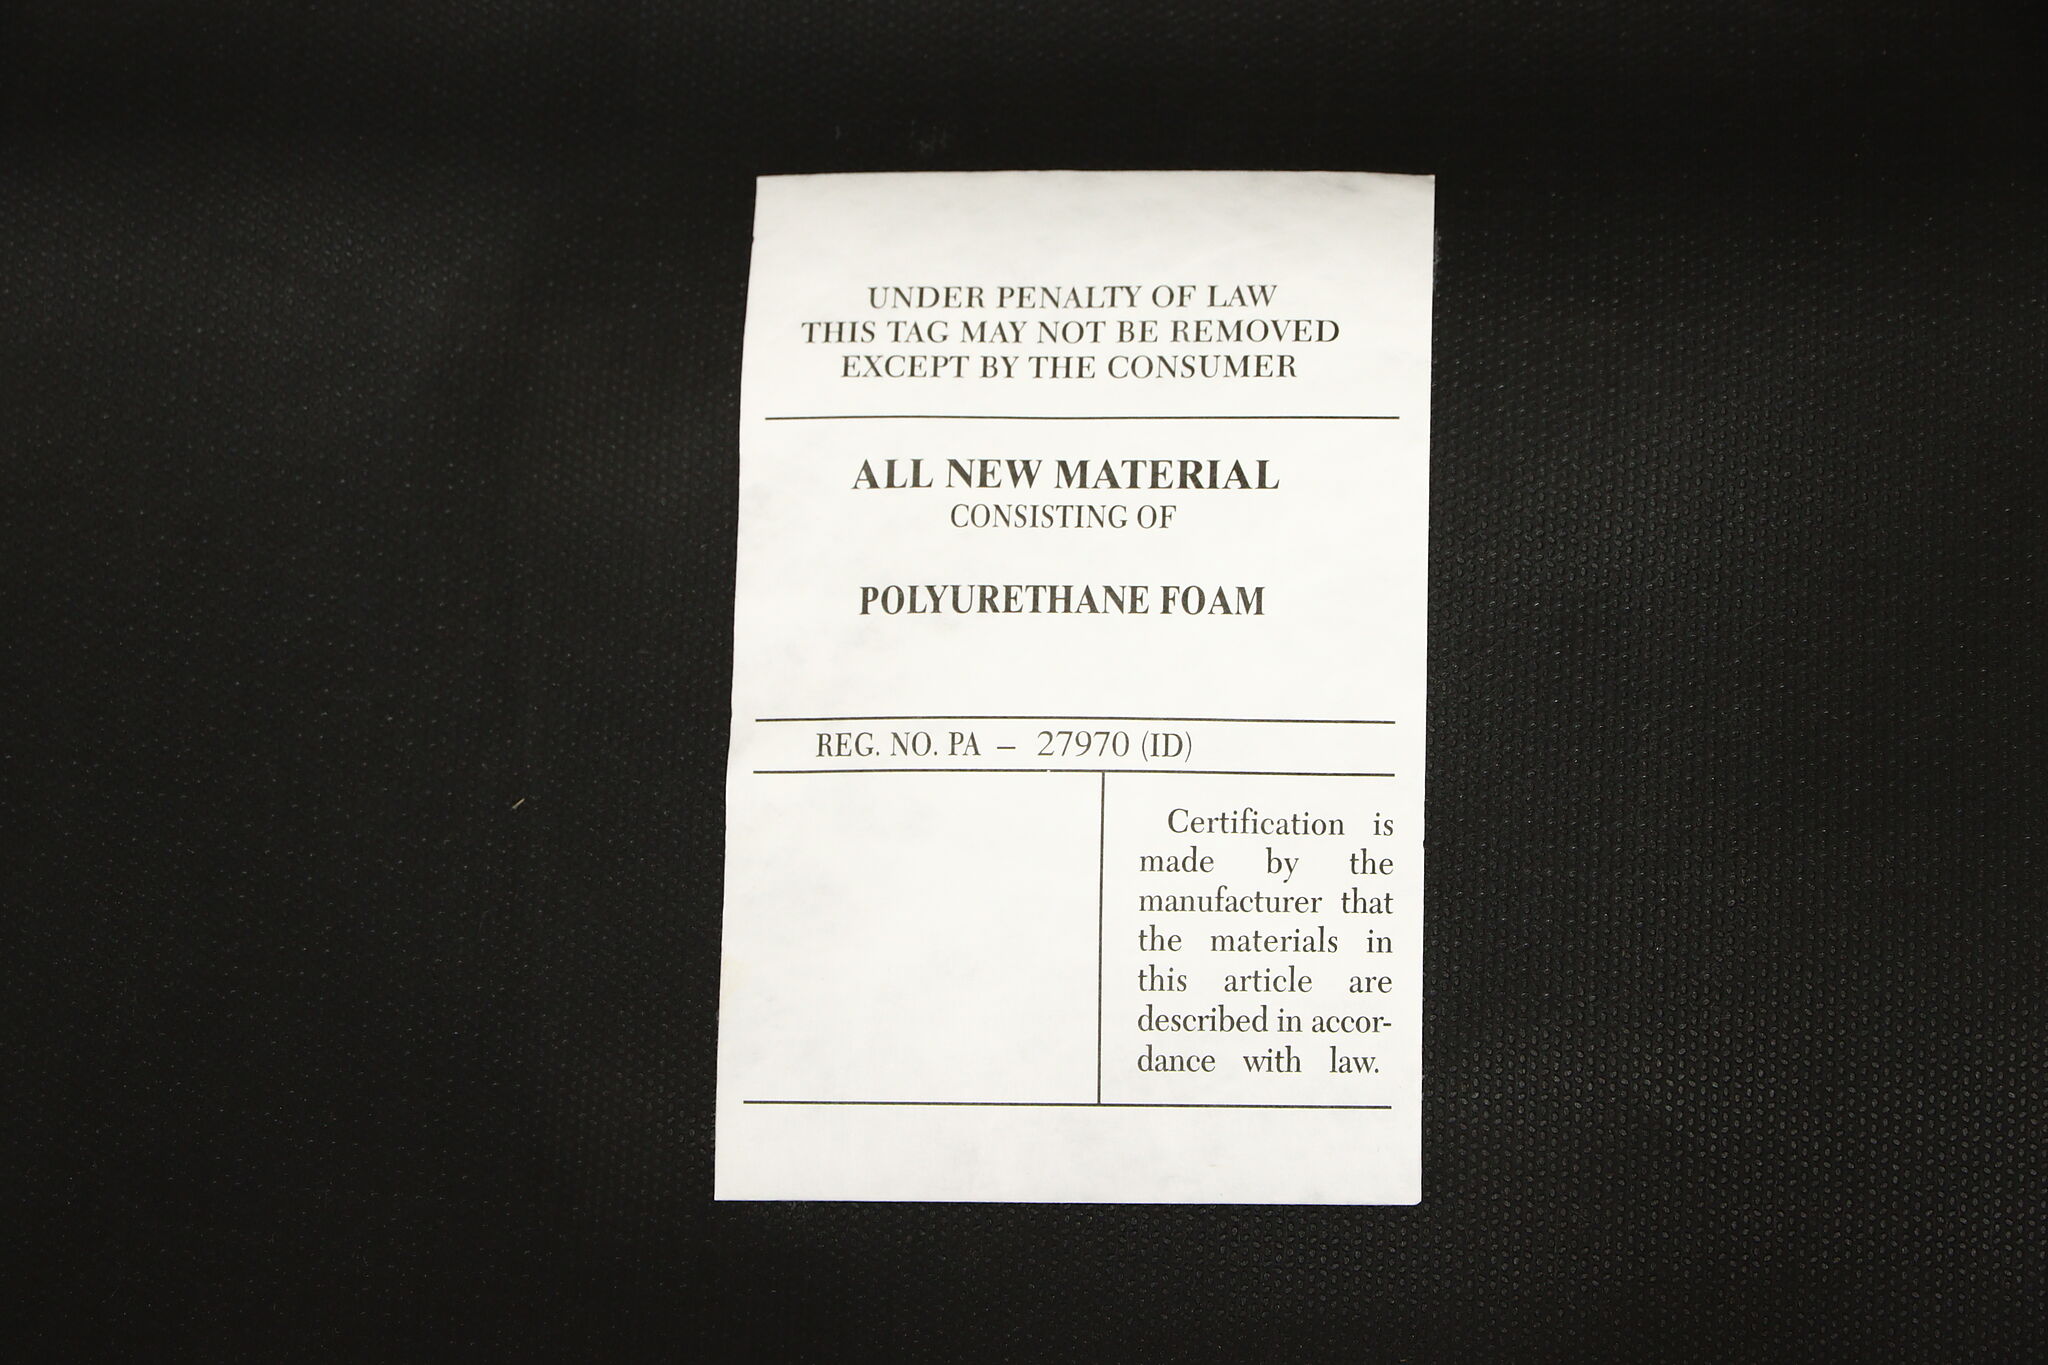 UNDER PENALTY OF LAW
THIS TAG MAY NOT BE REMOVED
EXCEPT BY THE CONSUMER
ALL NEW MATERIAL
CONSISTING OF
POLYURETHANE FOAM
REG. NO. PA – 27970 (ID)
Certification is
made by the
manufacturer that
the materials in
this article are
described in accor-
dance with law.